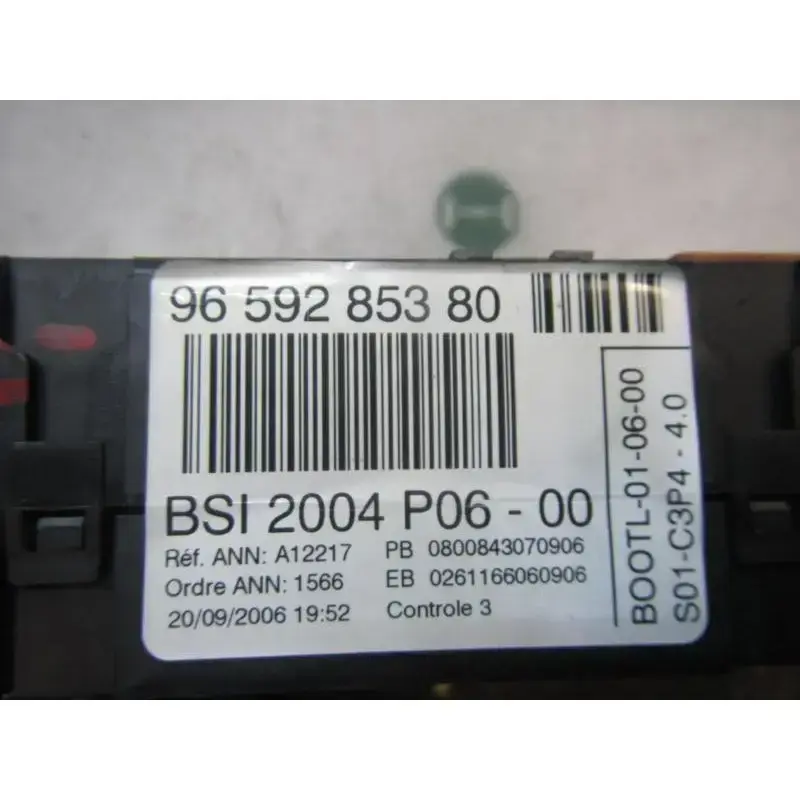 96 592 853 80
BSI 2004 P06 - 00
Réf. ANN: A12217 PB 0800843070906
Ordre ANN: 1566 EB 0261166060906
20/09/2006 19:52 Controle 3
BOOTL-01-06-00
S01-C3P4 - 4.0